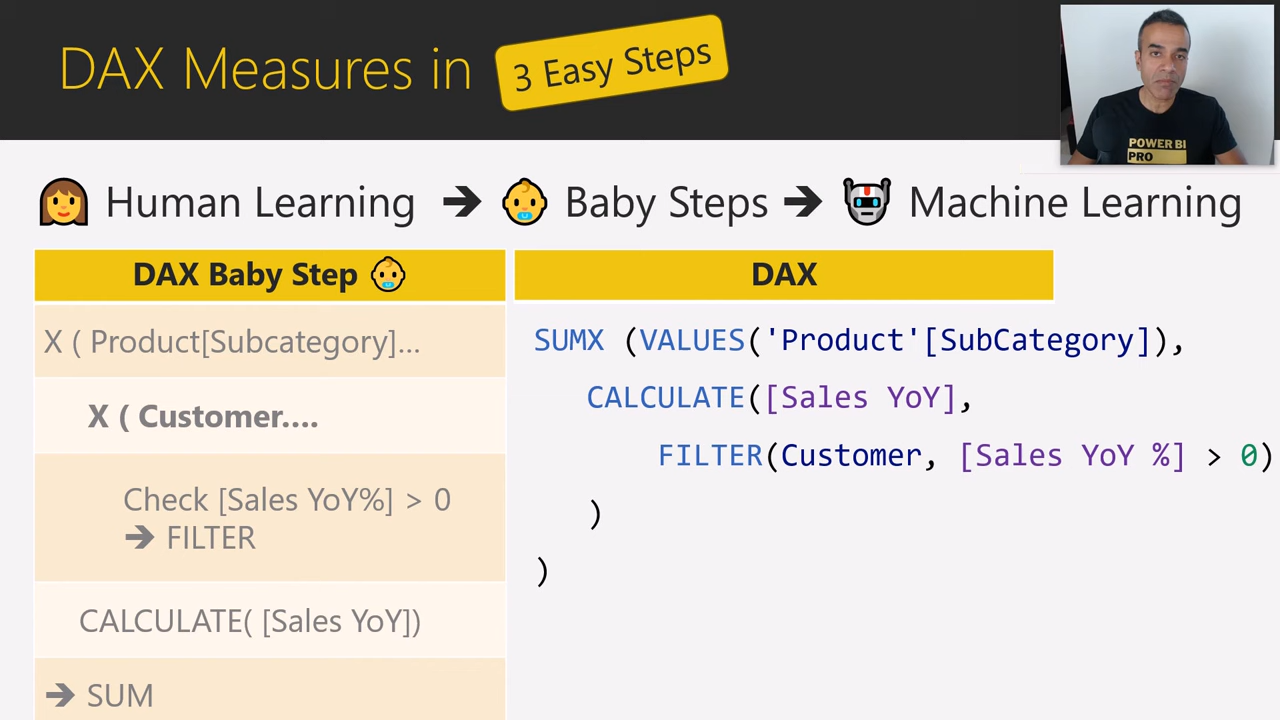 DAX Measures in 3 Easy Steps
POWER BI
PRO
Human Learning ➔ Baby Steps ➔ Machine Learning
DAX Baby Step
X ( Product[Subcategory]...
X ( Customer....
Check [Sales YoY%] > 0
➔ FILTER
CALCULATE( [Sales YoY])
➔ SUM
DAX
SUMX (VALUES('Product'[SubCategory]),
CALCULATE([Sales YoY],
FILTER(Customer, [Sales YoY %] > 0)
)
)